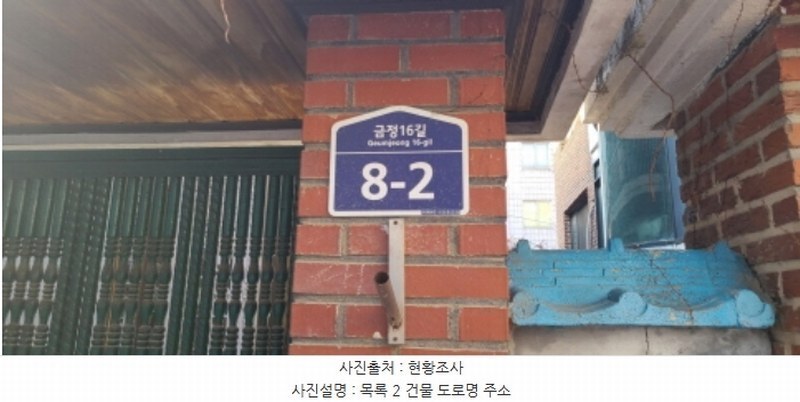 금정16길
Geumjeong 16-gil
8-2
사진출처 : 현황조사
사진설명 : 목록 2 건물 도로명 주소